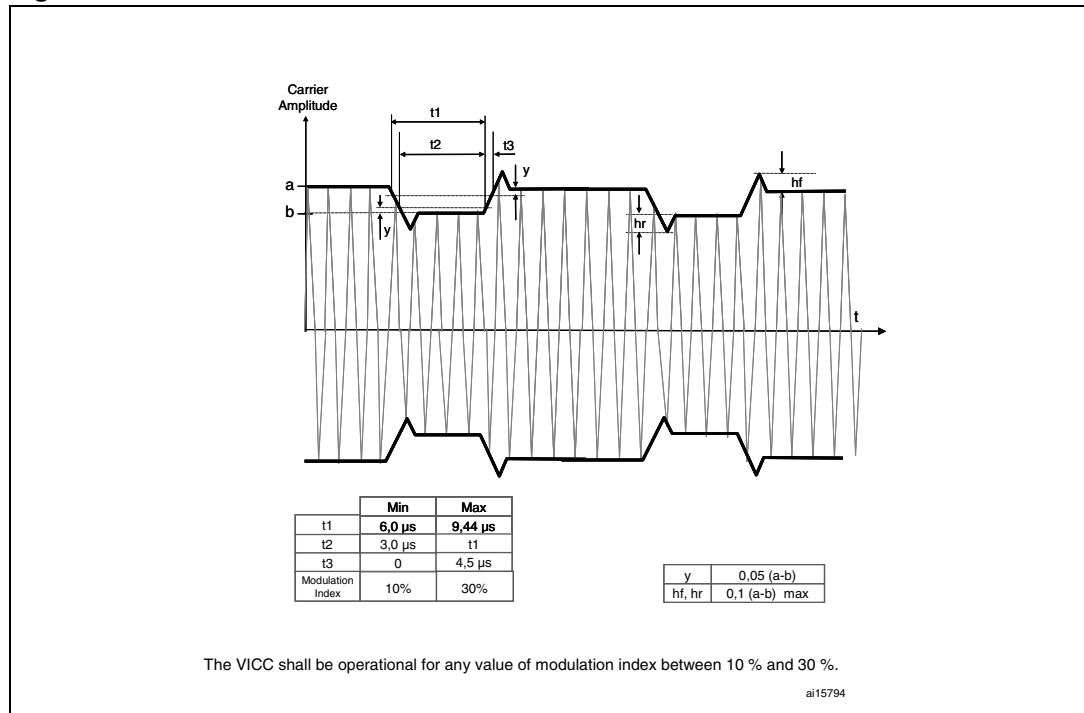 Carrier
Amplitude
t1
t2
t3
y
a
b
y
hr
hf
t
Min Max
t1 6,0 µs 9,44 µs
t2 3,0 µs t1
t3 0 4,5 µs
Modulation
Index 10% 30%
y 0,05 (a-b)
hf, hr 0,1 (a-b) max
The VICC shall be operational for any value of modulation index between 10 % and 30 %.
ai15794